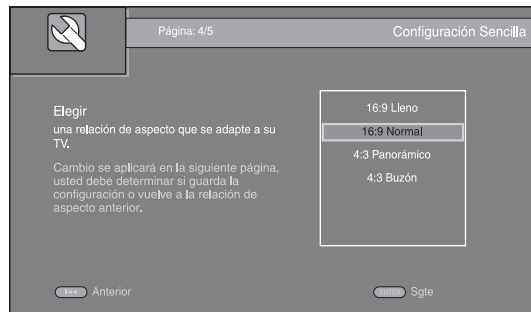 Página: 4/5
Configuración Sencilla
Elegir
una relación de aspecto que se adapte a su
TV.
Cambio se aplicará en la siguiente página,
usted debe determinar si guarda la
configuración o vuelve a la relación de
aspecto anterior.
16:9 Lleno
16:9 Normal
4:3 Panorámico
4:3 Buzón
Anterior
ENTER Sgte